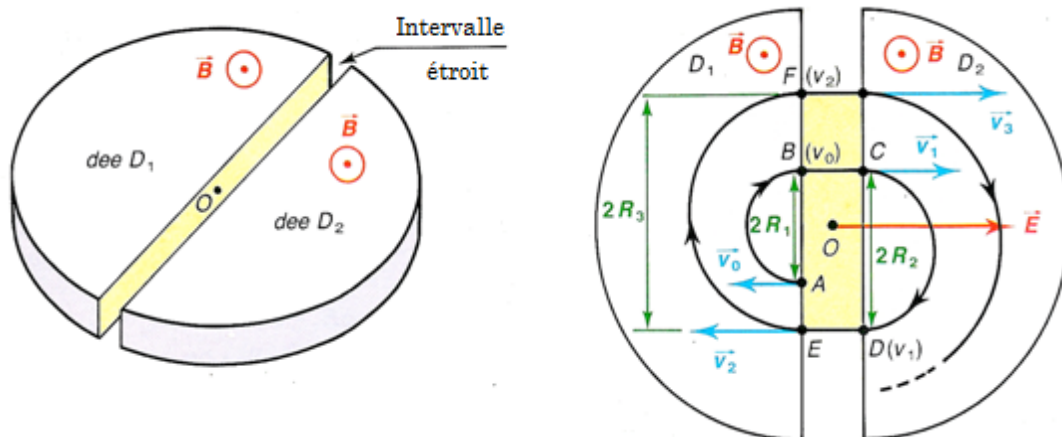 Intervalle
étroit
B
B
dee D1
O
dee D2
D1
B
B
D2
F (v2)
v3
B (v0)
C
v1
2R3
2R1
O
E
2R2
v0
A
v2
E
D(v1)